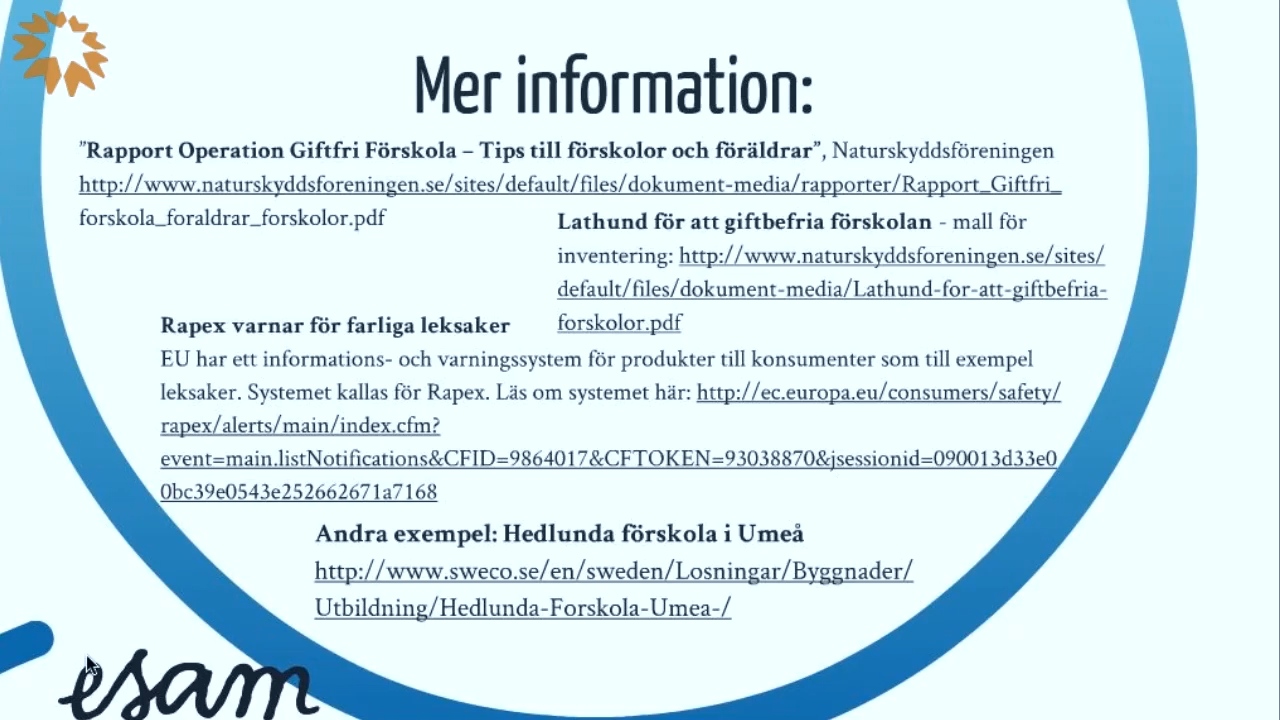 Mer information:
"Rapport Operation Giftfri Förskola – Tips till förskolor och föräldrar", Naturskyddsföreningen
http://www.naturskyddsforeningen.se/sites/default/files/dokument-media/rapporter/Rapport_Giftfri_
forskola_foraldrar_forskolor.pdf
Lathund för att giftbefria förskolan - mall för
inventering: http://www.naturskyddsforeningen.se/sites/
default/files/dokument-media/Lathund-for-att-giftbefria-
forskolor.pdf
Rapex varnar för farliga leksaker
EU har ett informations- och varningssystem för produkter till konsumenter som till exempel
leksaker. Systemet kallas för Rapex. Läs om systemet här: http://ec.europa.eu/consumers/safety/
rapex/alerts/main/index.cfm?
event=main.listNotifications&CFID=9864017&CFTOKEN=93038870&jsessionid=090013d33e0
0bc39e0543e252662671a7168
Andra exempel: Hedlunda förskola i Umeå
http://www.sweco.se/en/sweden/Losningar/Byggnader/
Utbildning/Hedlunda-Forskola-Umea-/
esam